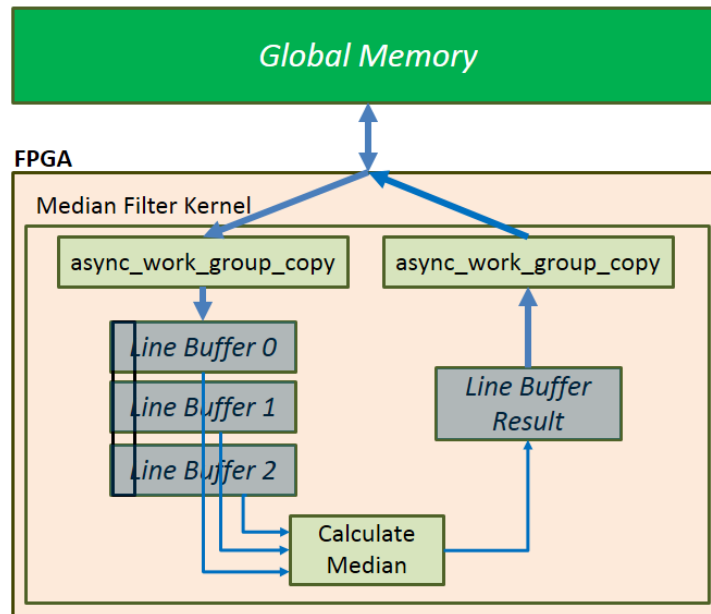 Global Memory
FPGA
Median Filter Kernel
async_work_group_copy
async_work_group_copy
Line Buffer 0
Line Buffer 1
Line Buffer 2
Line Buffer
Result
Calculate
Median